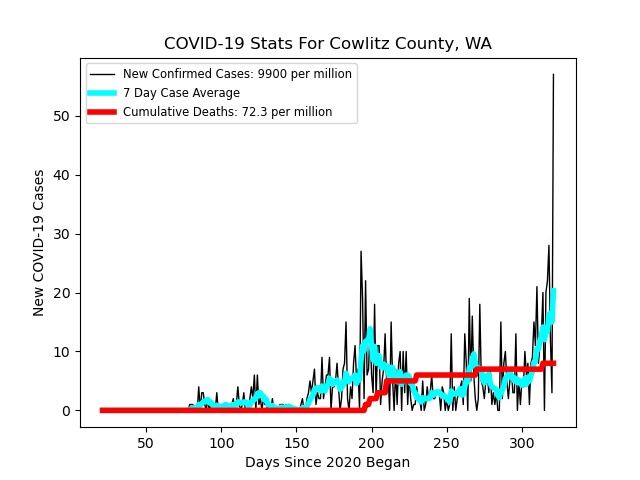 COVID-19 Stats For Cowlitz County, WA
New Confirmed Cases: 9900 per million
7 Day Case Average
Cumulative Deaths: 72.3 per million
New COVID-19 Cases
50
40
30
20
10
0
50 100 150 200 250 300
Days Since 2020 Began